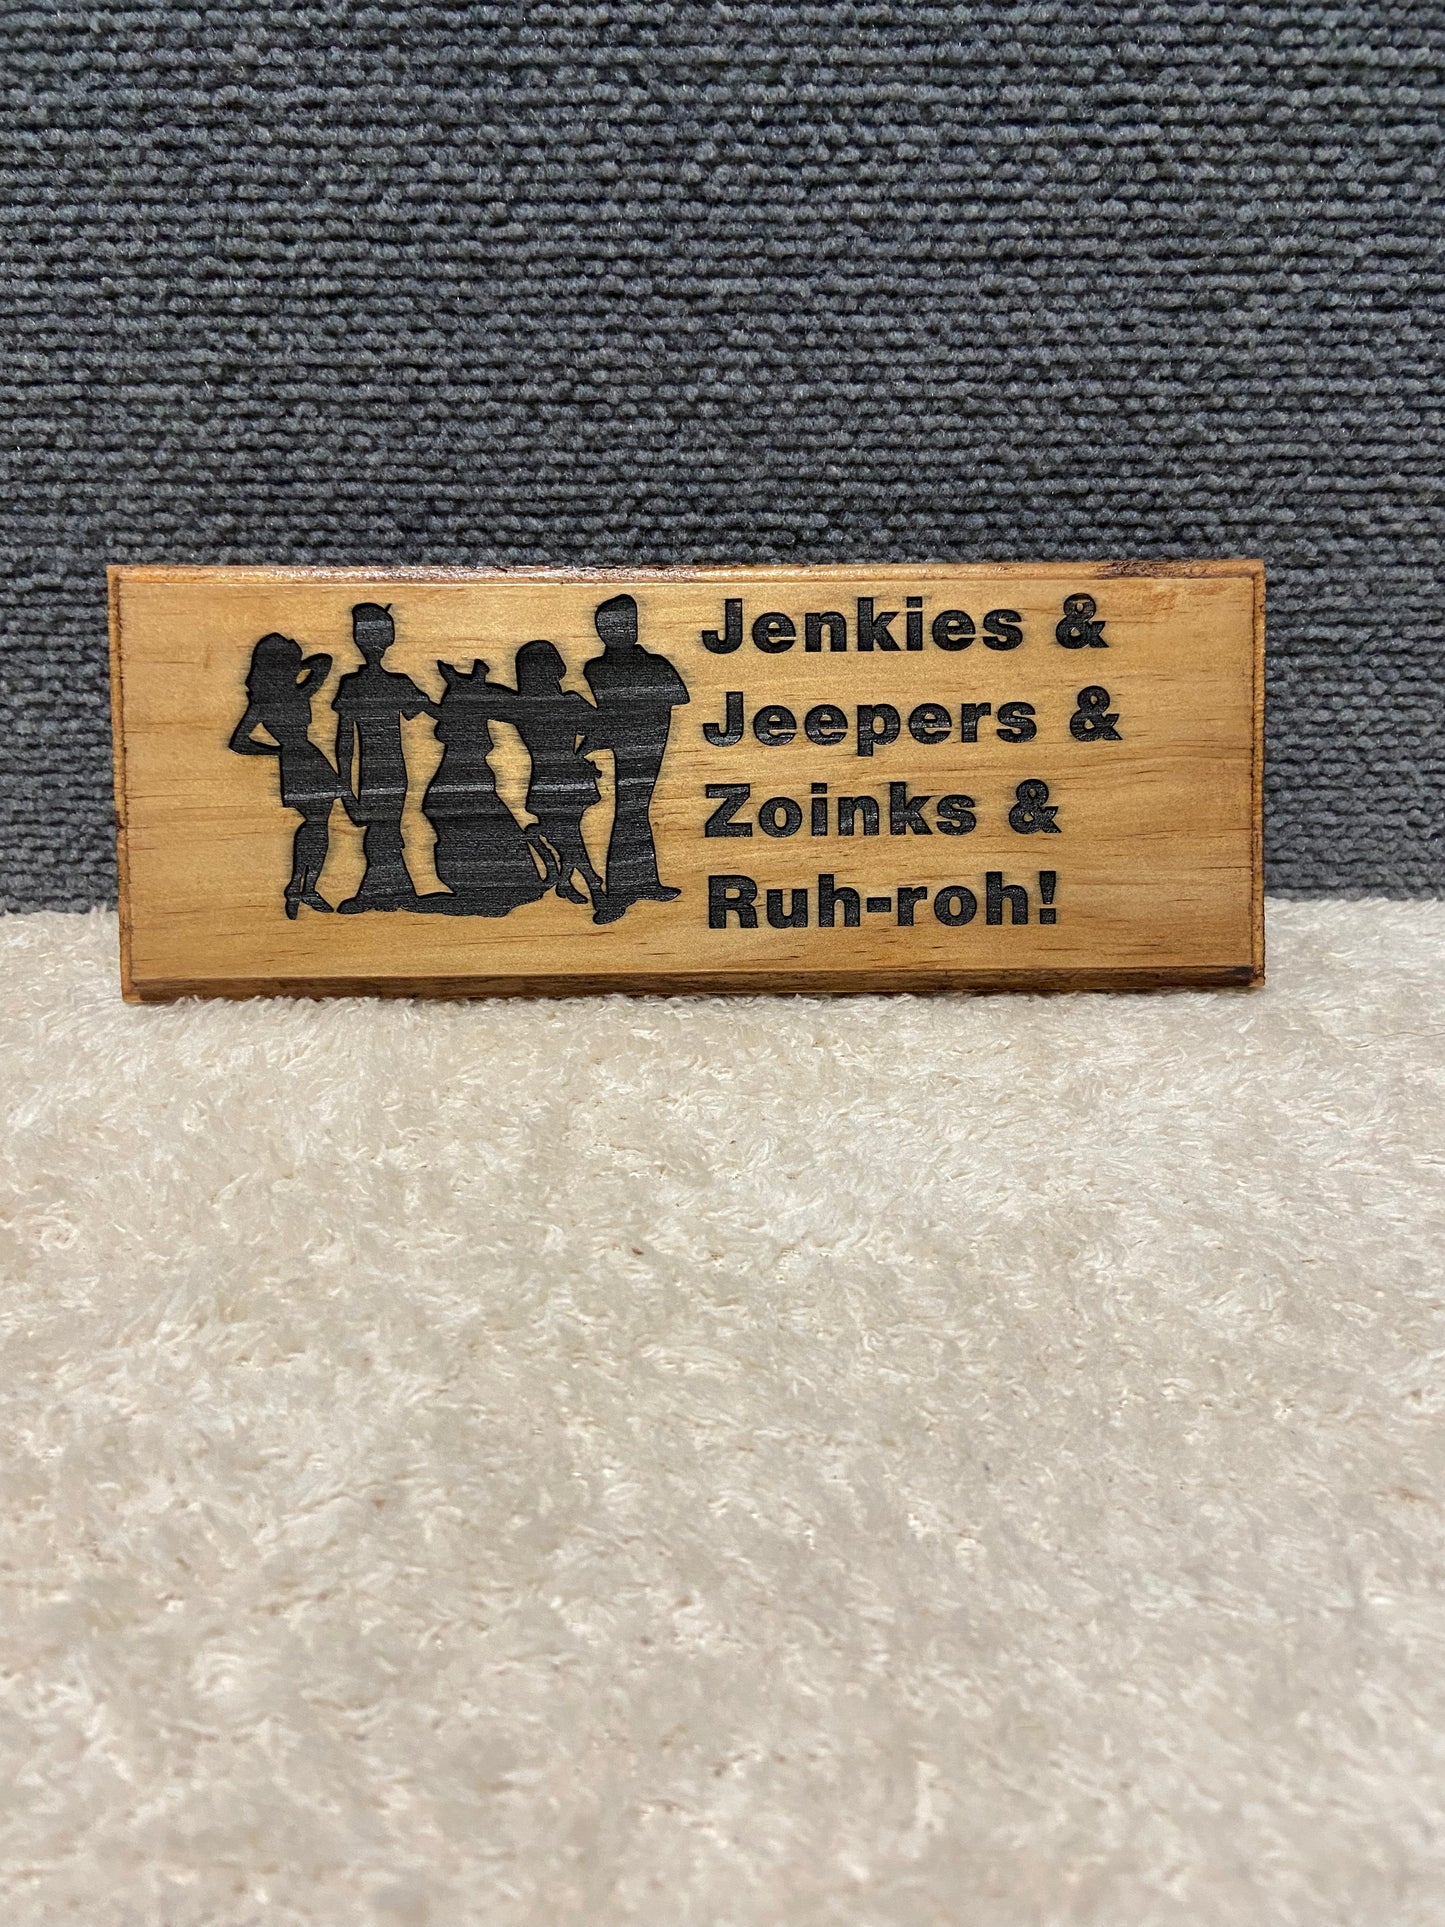 Jenkies &
Jeepers &
Zoinks &
Ruh-roh!